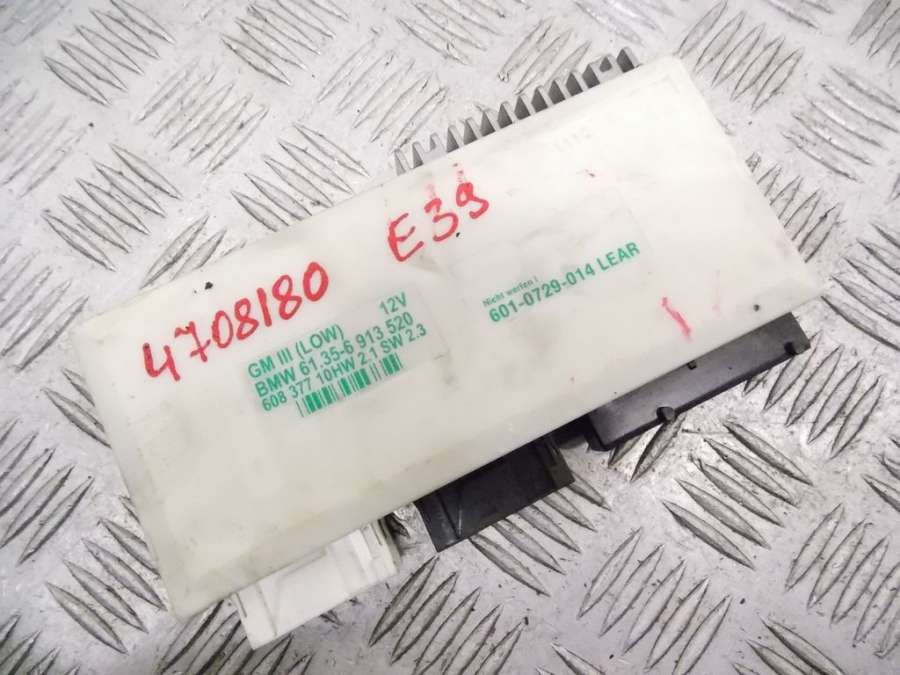 4708180
E39
GM III (LOW) 12V
BMW 61.35-6 913 520
608 377 10HW 2.1 SW 2.3
Nicht werfen !
601-0729-014 LEAR